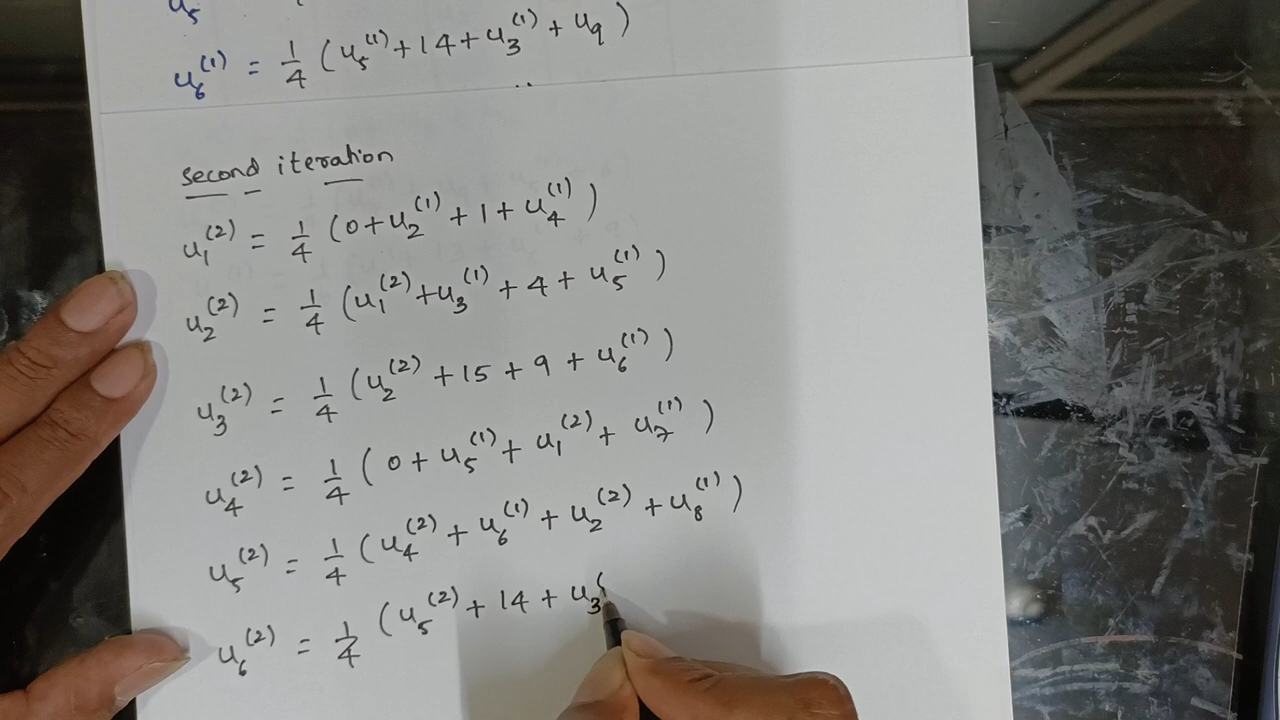 u₅
u₆⁽¹⁾ = 1/4 (u₅⁽¹⁾ + 14 + u₃⁽¹⁾ + u₉)
second iteration
u₁⁽²⁾ = 1/4 (0 + u₂⁽¹⁾ + 1 + u₄⁽¹⁾)
u₂⁽²⁾ = 1/4 (u₁⁽²⁾ + u₃⁽¹⁾ + 4 + u₅⁽¹⁾)
u₃⁽²⁾ = 1/4 (u₂⁽²⁾ + 15 + 9 + u₆⁽¹⁾)
u₄⁽²⁾ = 1/4 (0 + u₅⁽¹⁾ + u₁⁽²⁾ + u₇⁽¹⁾)
u₅⁽²⁾ = 1/4 (u₄⁽²⁾ + u₆⁽¹⁾ + u₂⁽²⁾ + u₈⁽¹⁾)
u₆⁽²⁾ = 1/4 (u₅⁽²⁾ + 14 + u₃⁽